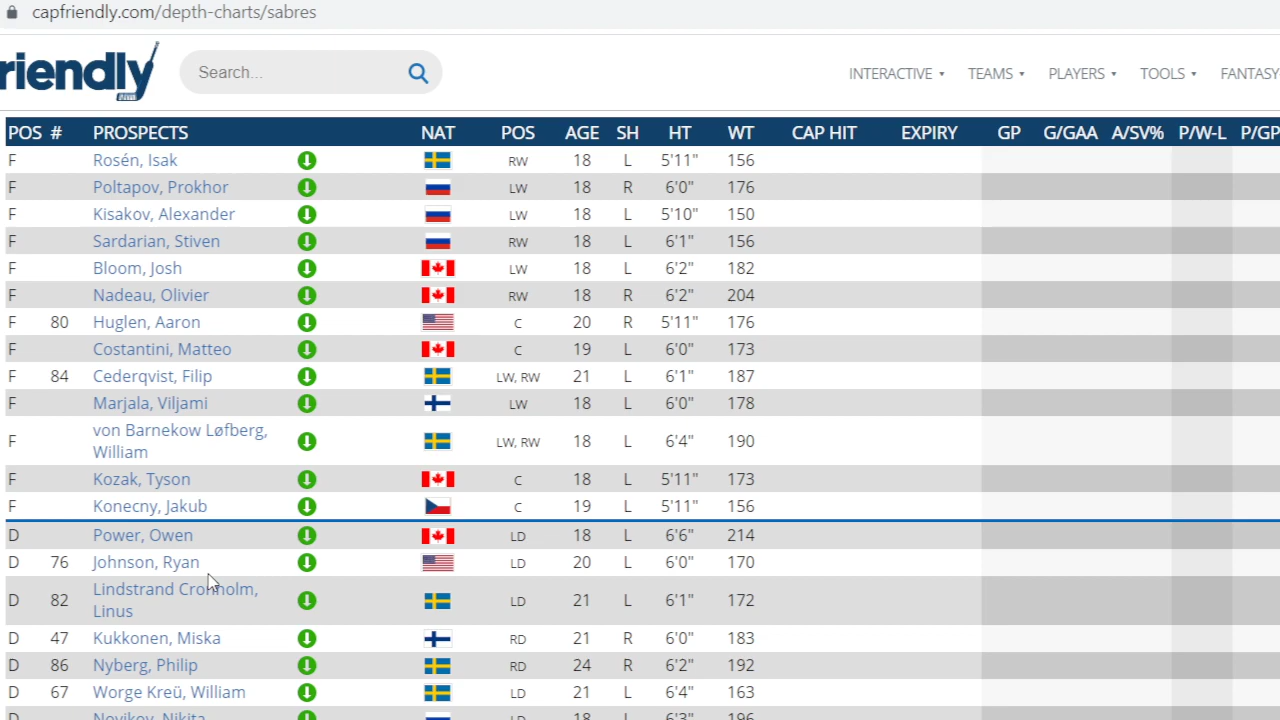 capfriendly.com/depth-charts/sabres
riendly Search... INTERACTIVE TEAMS PLAYERS TOOLS FANTASY
POS # PROSPECTS NAT POS AGE SH HT WT CAP HIT EXPIRY GP G/GAA A/SV% P/W-L P/GP
F Rosén, Isak RW 18 L 5'11" 156
F Poltapov, Prokhor LW 18 R 6'0" 176
F Kisakov, Alexander LW 18 L 5'10" 150
F Sardarian, Stiven RW 18 L 6'1" 156
F Bloom, Josh LW 18 L 6'2" 182
F Nadeau, Olivier RW 18 R 6'2" 204
F 80 Huglen, Aaron C 20 R 5'11" 176
F Costantini, Matteo C 19 L 6'0" 173
F 84 Cederqvist, Filip LW, RW 21 L 6'1" 187
F Marjala, Viljami LW 18 L 6'0" 178
F von Barnekow Løfberg, William LW, RW 18 L 6'4" 190
F Kozak, Tyson C 18 L 5'11" 173
F Konecny, Jakub C 19 L 5'11" 156
D Power, Owen LD 18 L 6'6" 214
D 76 Johnson, Ryan LD 20 L 6'0" 170
D 82 Lindstrand Cronholm, Linus LD 21 L 6'1" 172
D 47 Kukkonen, Miska RD 21 R 6'0" 183
D 86 Nyberg, Philip RD 24 R 6'2" 192
D 67 Worge Kreü, William LD 21 L 6'4" 163
D Novikov, Nikita LD 18 L 6'3" 196